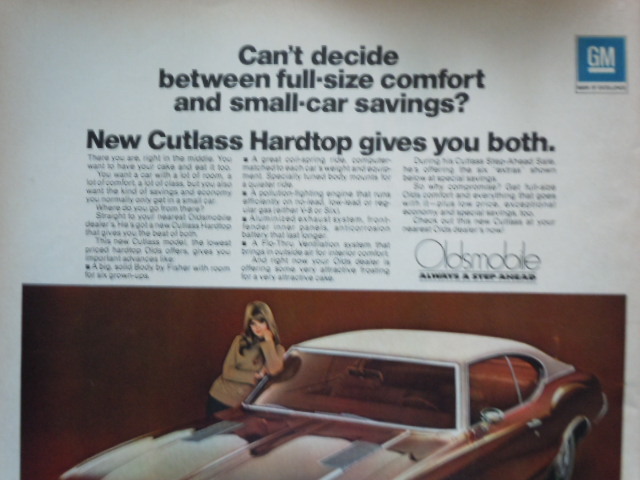 Can't decide
between full-size comfort
and small-car savings?
GM
MARK OF EXCELLENCE
New Cutlass Hardtop gives you both.
There you are, right in the middle. You
want to have your cake and eat it too.
You want a car with a lot of room, a
lot of comfort, a lot of class, but you also
want the kind of savings and economy
you normally only get in a small car.
Where do you go from there?
Straight to your nearest Oldsmobile
dealer's. He's got a new Cutlass Hardtop
that gives you the best of both.
This new Cutlass model, the lowest
priced hardtop Olds offers, gives you
important advances like:
■ A big, solid Body by Fisher with room
for six grown-ups.
■ A great coil-spring ride, computer-
matched to each car's weight and equip-
ment. Specially tuned body mounts for
a quieter ride.
■ A pollution-fighting engine that runs
efficiently on no-lead, low-lead or reg-
ular gas (either V-8 or Six).
■ Aluminized exhaust system, front-
fender inner panels, anticorrosion
battery that last longer.
■ A Flo-Thru Ventilation system that
brings in outside air for interior comfort.
And right now your Olds dealer is
offering some very attractive frosting
for a very attractive cake.
During his Cutlass Step-Ahead Sale,
he's offering the six "extras" shown
below at special savings.
So why compromise? Get full-size
Olds comfort and everything that goes
with it—plus low price, exceptional
economy and special savings, too.
Check out this new Cutlass at your
nearest Olds dealer's now!
Oldsmobile
ALWAYS A STEP AHEAD